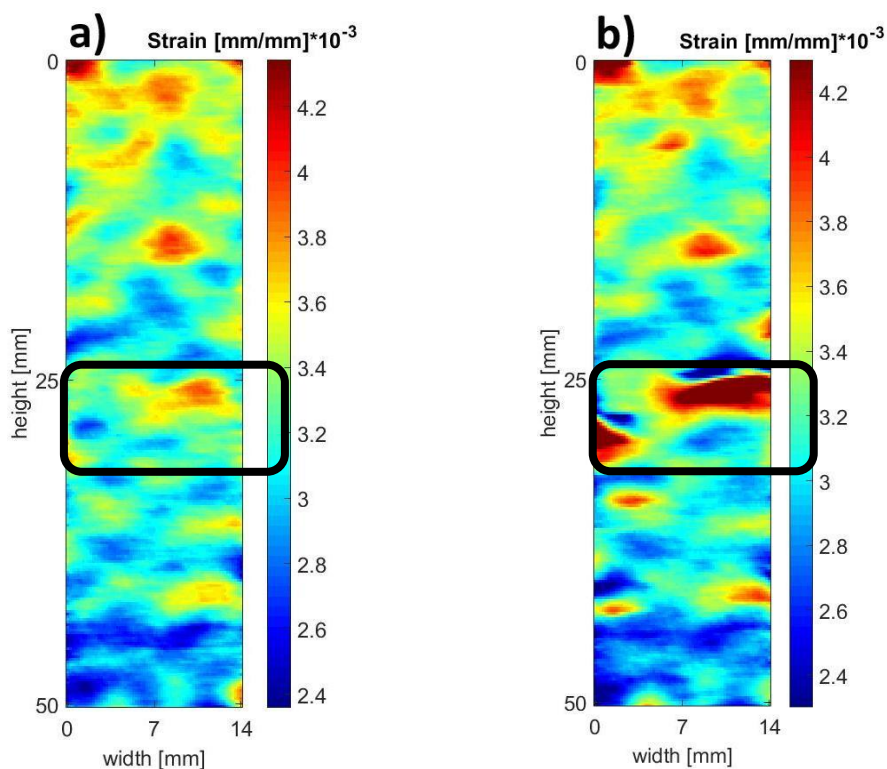 a)
Strain [mm/mm]*10⁻³
0
25
50
height [mm]
0 7 14
width [mm]
4.2
4
3.8
3.6
3.4
3.2
3
2.8
2.6
2.4
b)
Strain [mm/mm]*10⁻³
0
25
50
height [mm]
0 7 14
width [mm]
4.2
4
3.8
3.6
3.4
3.2
3
2.8
2.6
2.4